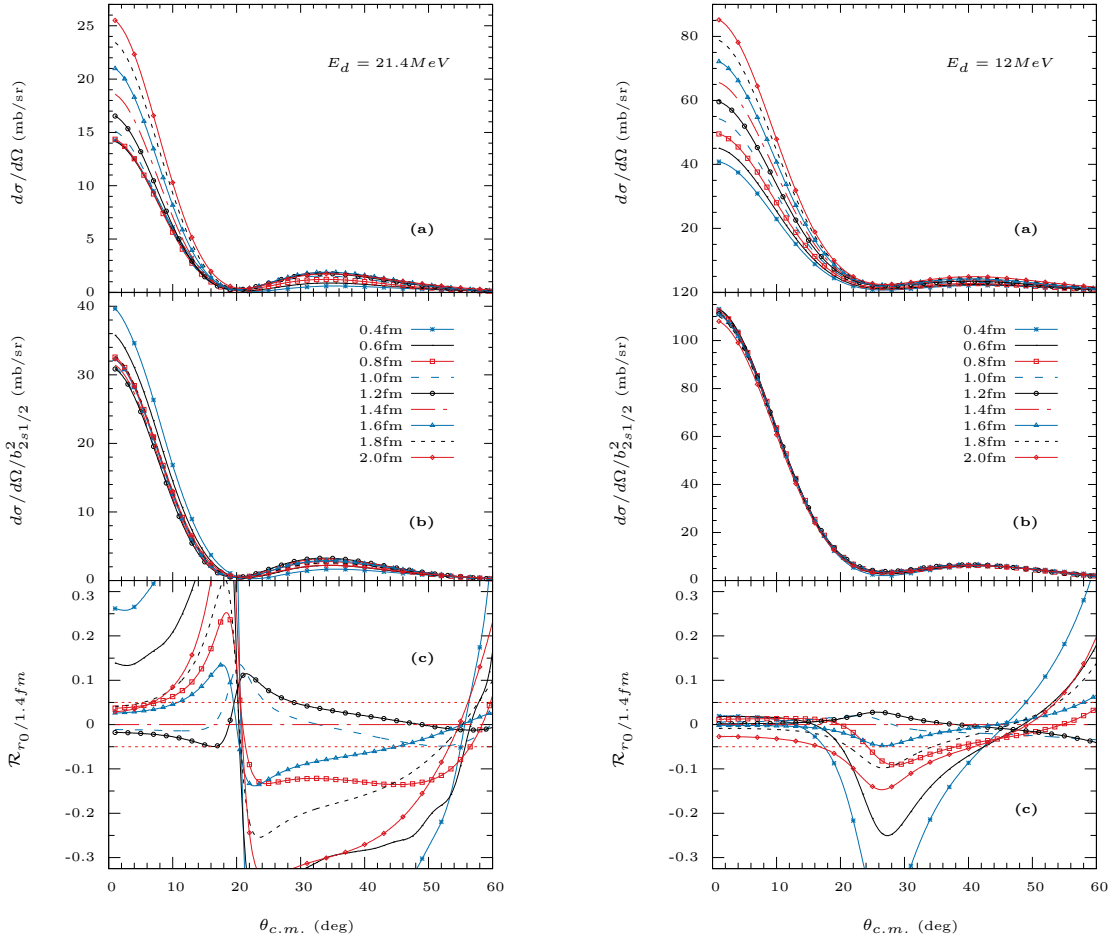 E_d = 21.4MeV
dσ/dΩ (mb/sr)
25
20
15
10
5
0
(a)
dσ/dΩ/b²_{2s1/2} (mb/sr)
40
30
20
10
0
0.4fm
0.6fm
0.8fm
1.0fm
1.2fm
1.4fm
1.6fm
1.8fm
2.0fm
(b)
R_{r_0/1.4fm}
0.3
0.2
0.1
0
-0.1
-0.2
-0.3
(c)
0 10 20 30 40 50 60
θ_{c.m.} (deg)
E_d = 12MeV
dσ/dΩ (mb/sr)
80
60
40
20
(a)
dσ/dΩ/b²_{2s1/2} (mb/sr)
120
100
80
60
40
20
0
0.4fm
0.6fm
0.8fm
1.0fm
1.2fm
1.4fm
1.6fm
1.8fm
2.0fm
(b)
R_{r_0/1.4fm}
0.3
0.2
0.1
0
-0.1
-0.2
-0.3
(c)
0 10 20 30 40 50 60
θ_{c.m.} (deg)